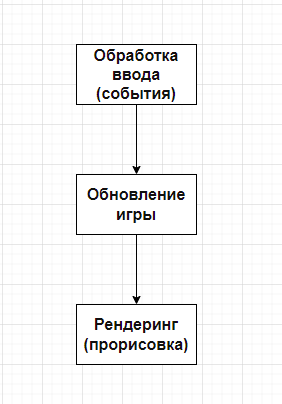 Обработка
ввода
(события)
Обновление
игры
Рендеринг
(прорисовка)